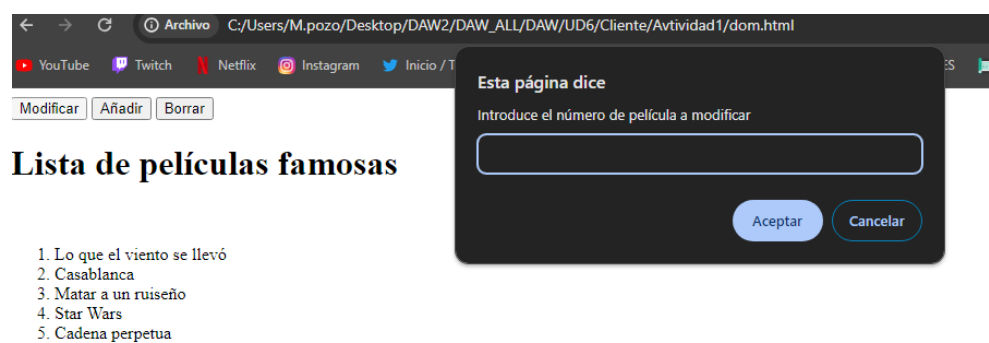 Archivo C:/Users/M.pozo/Desktop/DAW2/DAW_ALL/DAW/UD6/Cliente/Avtividad1/dom.html
YouTube Twitch Netflix Instagram Inicio / T
Esta página dice
Introduce el número de película a modificar
Aceptar Cancelar
Modificar Añadir Borrar
Lista de películas famosas
1. Lo que el viento se llevó
2. Casablanca
3. Matar a un ruiseño
4. Star Wars
5. Cadena perpetua